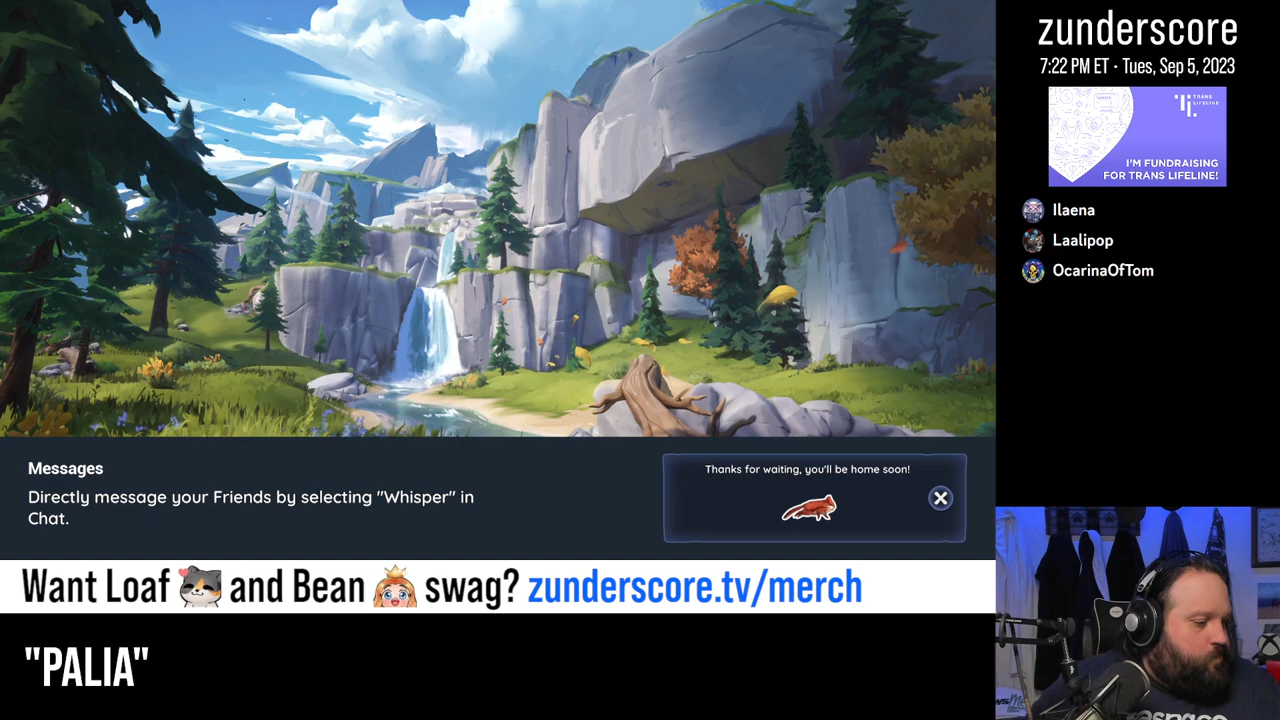 zunderscore
7:22 PM ET · Tues, Sep 5, 2023
TRANS
LIFELINE
I'M FUNDRAISING
FOR TRANS LIFELINE!
Ilaena
Laalipop
OcarinaOfTom
Messages
Directly message your Friends by selecting "Whisper" in
Chat.
Thanks for waiting, you'll be home soon!
Want Loaf and Bean swag? zunderscore.tv/merch
"PALIA"